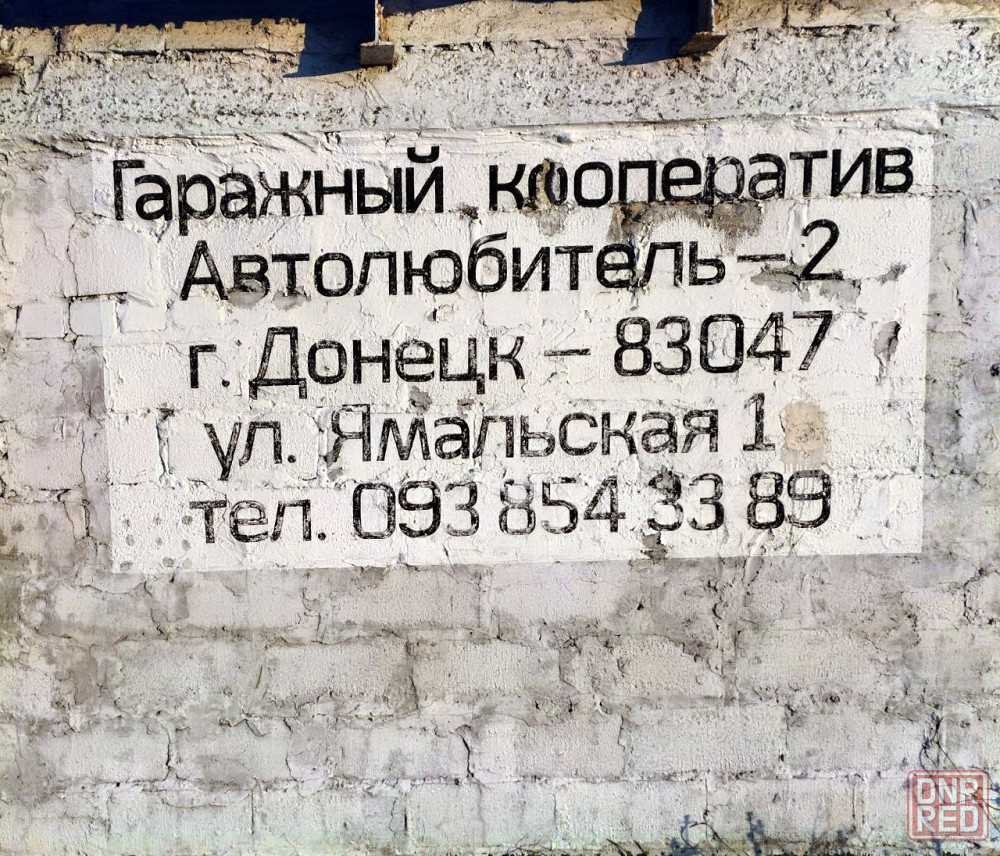 Гаражный кооператив
Автолюбитель – 2
г. Донецк – 83047
ул. Ямальская 1
тел. 093 854 33 89
DNR
RED